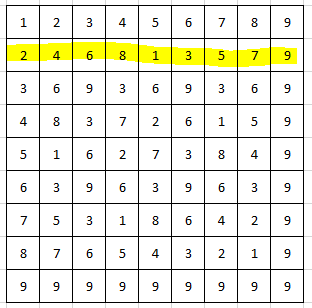 1 2 3 4 5 6 7 8 9
2 4 6 8 1 3 5 7 9
3 6 9 3 6 9 3 6 9
4 8 3 7 2 6 1 5 9
5 1 6 2 7 3 8 4 9
6 3 9 6 3 9 6 3 9
7 5 3 1 8 6 4 2 9
8 7 6 5 4 3 2 1 9
9 9 9 9 9 9 9 9 9